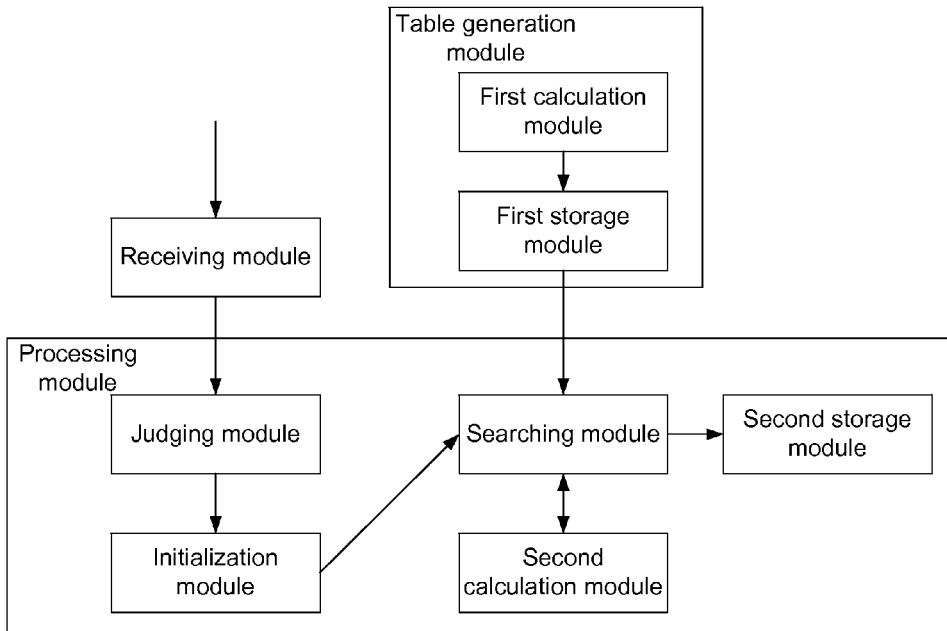 Table generation
module
First calculation
module
First storage
module
Receiving module
Processing
module
Judging module
Searching module
Second storage
module
Initialization
module
Second
calculation module